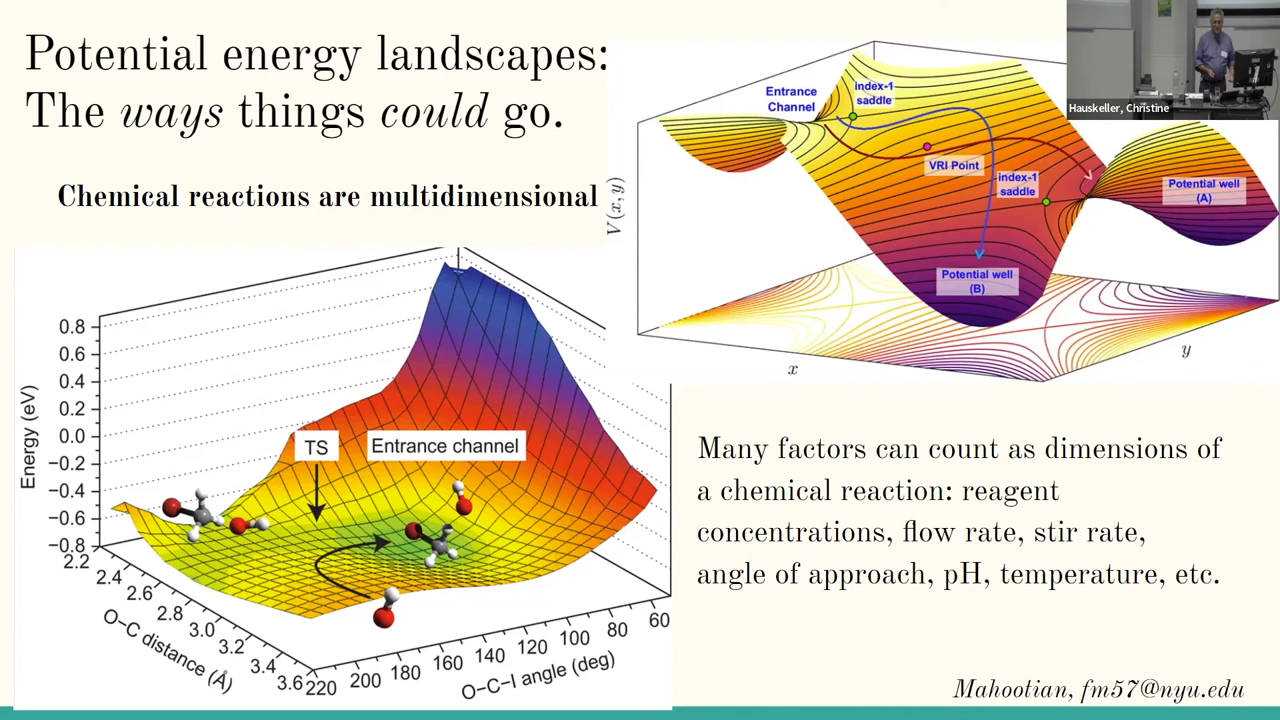 Potential energy landscapes:
The ways things could go.
Chemical reactions are multidimensional
Hauskeller, Christine
Entrance
Channel
index-1
saddle
VRI Point
index-1
saddle
Potential well
(A)
Potential well
(B)
V(x,y)
x
y
TS
Entrance channel
Energy (eV)
0.8
0.6
0.4
0.2
0.0
−0.2
−0.4
−0.6
−0.8
2.2
2.4
2.6
2.8
3.0
3.2
3.4
3.6
O−C distance (Å)
220
200
180
160
140
120
100
80
60
O−C−I angle (deg)
Many factors can count as dimensions of
a chemical reaction: reagent
concentrations, flow rate, stir rate,
angle of approach, pH, temperature, etc.
Mahootian, fm57@nyu.edu